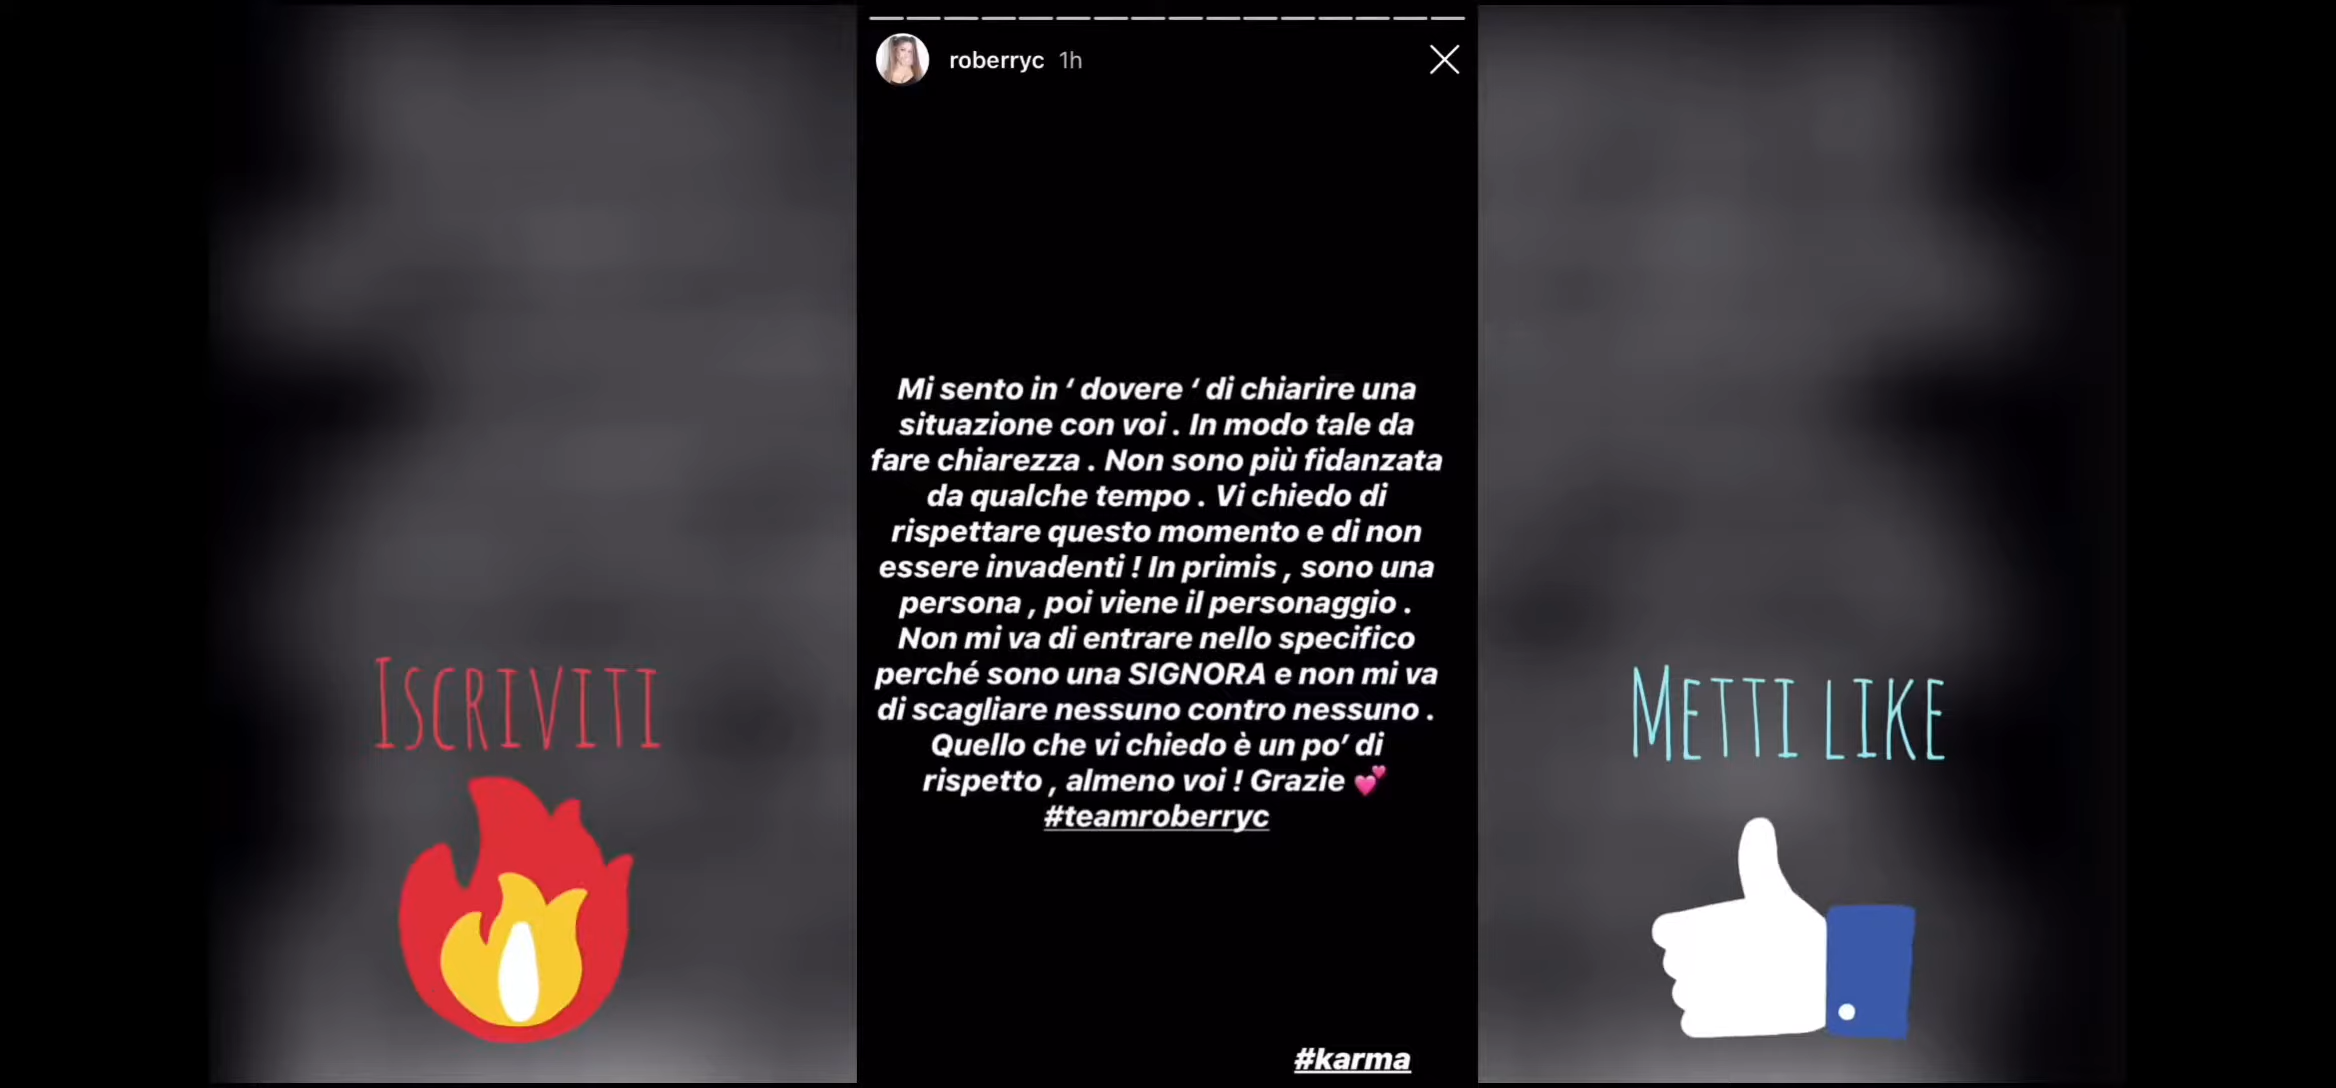 roberryc 1h
Mi sento in ‘ dovere ‘ di chiarire una
situazione con voi . In modo tale da
fare chiarezza . Non sono più fidanzata
da qualche tempo . Vi chiedo di
rispettare questo momento e di non
essere invadenti ! In primis , sono una
persona , poi viene il personaggio .
Non mi va di entrare nello specifico
perché sono una SIGNORA e non mi va
di scagliare nessuno contro nessuno .
Quello che vi chiedo è un po’ di
rispetto , almeno voi ! Grazie 💕
#teamroberryc
#karma
ISCRIVITI
METTI LIKE